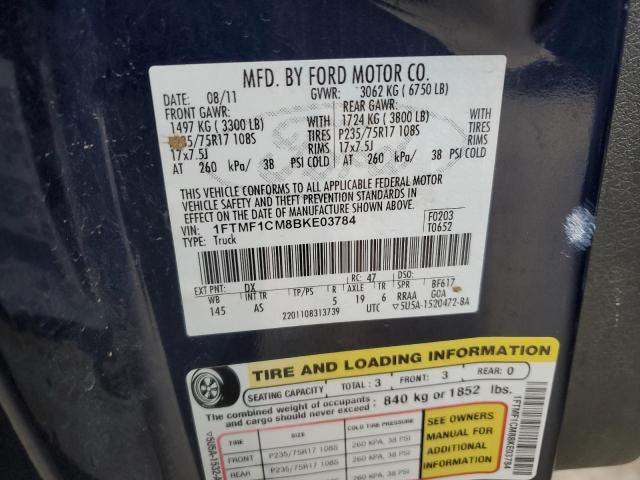 MFD. BY FORD MOTOR CO.
DATE: 08/11 GVWR: 3062 KG ( 6750 LB)
FRONT GAWR: REAR GAWR:
1497 KG ( 3300 LB) WITH 1724 KG ( 3800 LB) WITH
P235/75R17 108S TIRES P235/75R17 108S TIRES
17x7.5J RIMS 17x7.5J RIMS
AT 260 kPa/ 38 PSI COLD AT 260 kPa/ 38 PSI COLD
THIS VEHICLE CONFORMS TO ALL APPLICABLE FEDERAL MOTOR
VEHICLE SAFETY AND THEFT PREVENTION STANDARDS IN
EFFECT ON THE DATE OF MANUFACTURE SHOWN ABOVE.
VIN: 1FTMF1CM8BKE03784 F0203
TYPE: Truck T0652
EXT PNT: DX RC: 47 DSO:
WB INT TR TP/PS R AXLE TR SPR BF617
145 AS 5 19 6 RRAA GOA
2201108313739 UTC ▽5U5A-1520472-BA
TIRE AND LOADING INFORMATION
SEATING CAPACITY TOTAL : 3 FRONT: 3 REAR: 0
The combined weight of occupants
and cargo should never exceed : 840 kg or 1852 lbs.
TIRE SIZE COLD TIRE PRESSURE
FRONT P235/75R17 108S 260 KPA, 38 PSI
REAR P235/75R17 108S 260 KPA, 38 PSI
SEE OWNERS
MANUAL FOR
ADDITIONAL
INFORMATION
1FTMF1CM8BKE03784